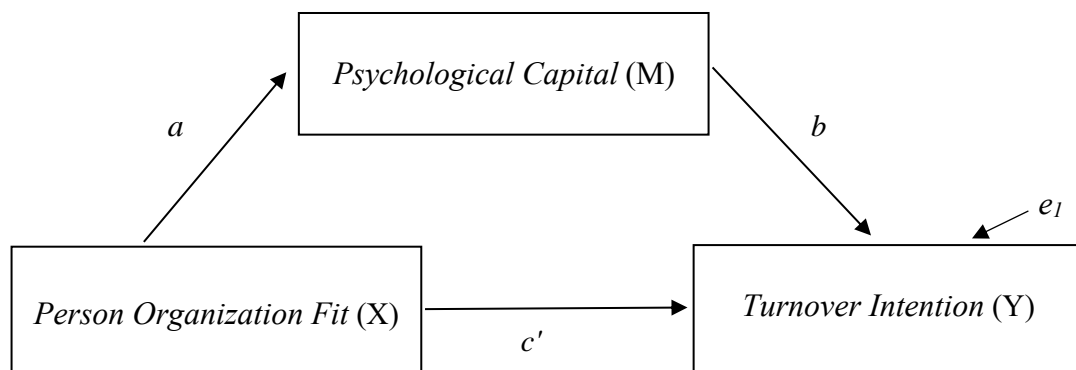 Psychological Capital (M)
a
b
e1
Person Organization Fit (X)
Turnover Intention (Y)
c'